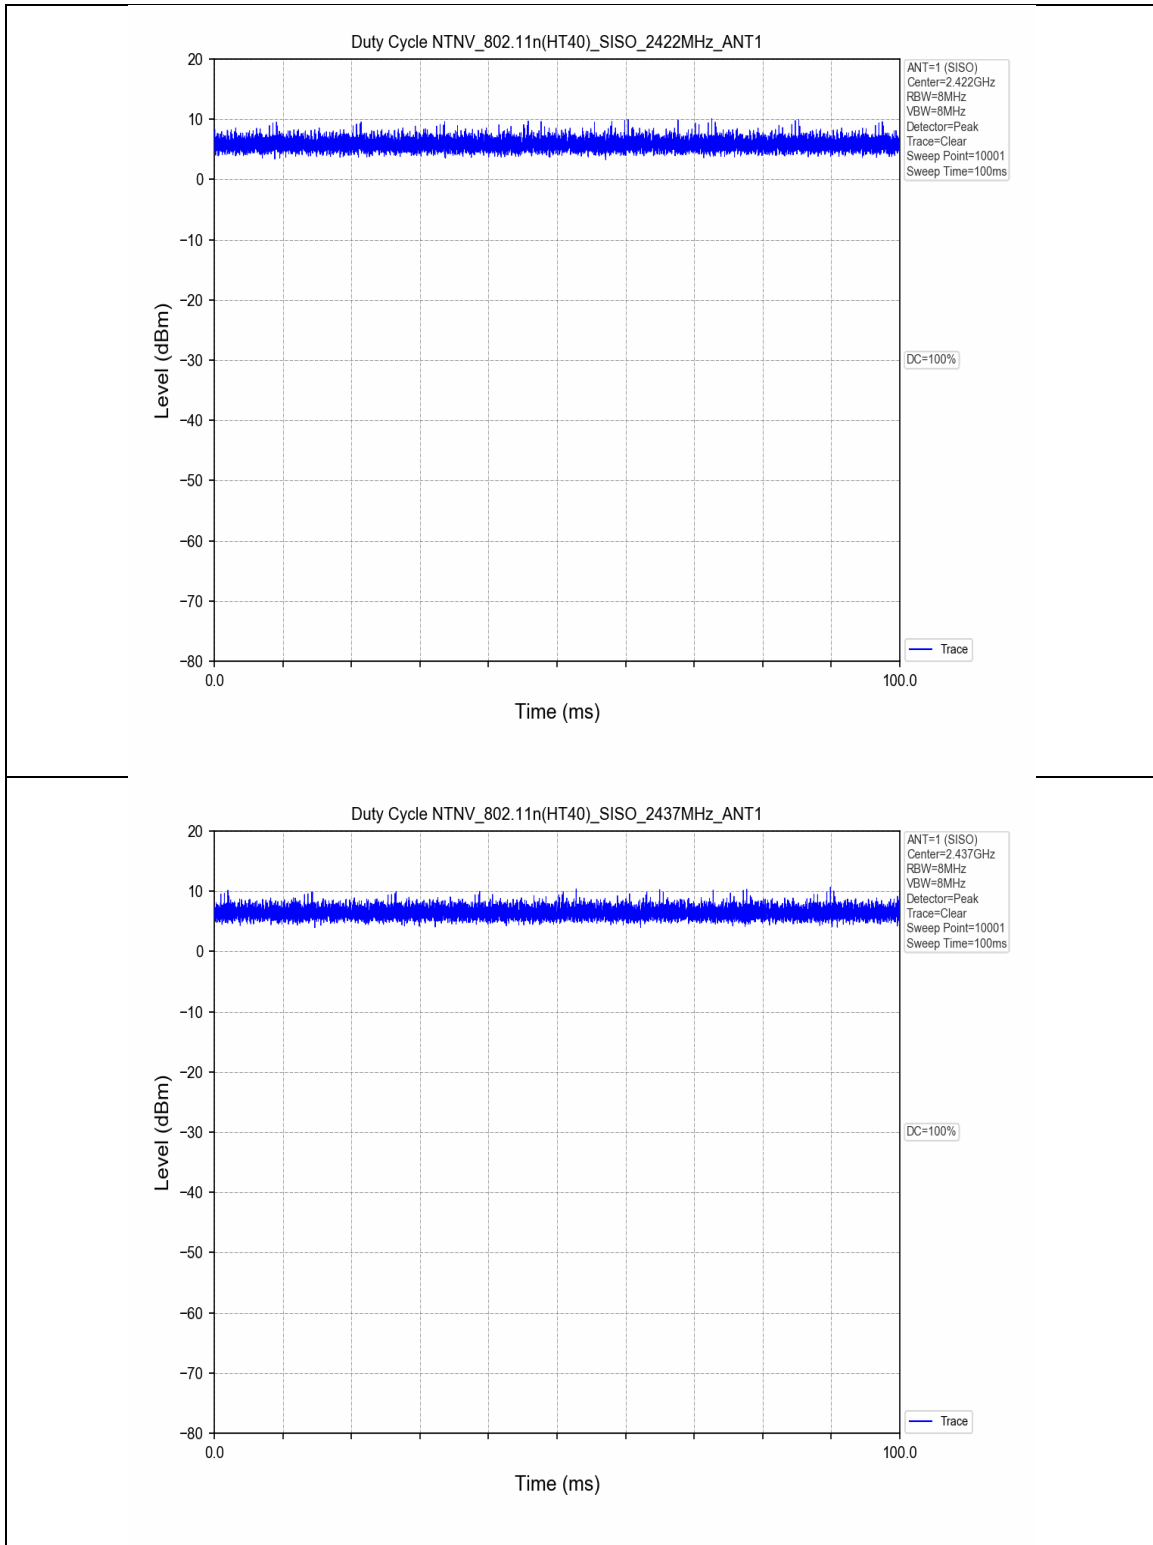 Duty Cycle NTNV_802.11n(HT40)_SISO_2422MHz_ANT1
20
10
0
−10
−20
−30
−40
−50
−60
−70
−80
Level (dBm)
0.0
100.0
Time (ms)
ANT=1 (SISO)
Center=2.422GHz
RBW=8MHz
VBW=8MHz
Detector=Peak
Trace=Clear
Sweep Point=10001
Sweep Time=100ms
DC=100%
Trace
Duty Cycle NTNV_802.11n(HT40)_SISO_2437MHz_ANT1
20
10
0
−10
−20
−30
−40
−50
−60
−70
−80
Level (dBm)
0.0
100.0
Time (ms)
ANT=1 (SISO)
Center=2.437GHz
RBW=8MHz
VBW=8MHz
Detector=Peak
Trace=Clear
Sweep Point=10001
Sweep Time=100ms
DC=100%
Trace